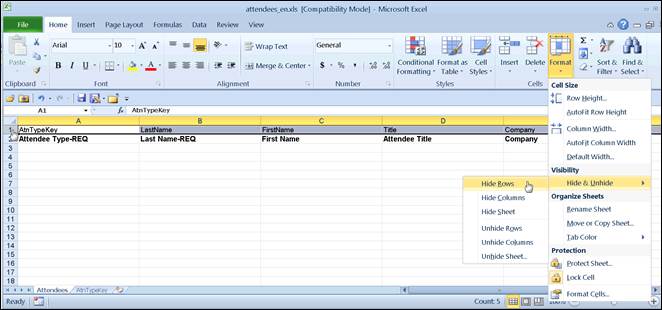 attendees_en.xls [Compatibility Mode] - Microsoft Excel
File Home Insert Page Layout Formulas Data Review View
Paste Arial 10 Wrap Text General Conditional Formatting Format as Table Cell Styles Insert Delete Format Sort & Filter Find & Select
B I U Merge & Center $ % ,
Clipboard Font Alignment Number Styles
A1 fx AtnTypeKey
A B C D E
1 AtnTypeKey LastName FirstName Title Company
2 Attendee Type-REQ Last Name-REQ First Name Attendee Title Company
3
4
5
6
7
8
9
10
11
12
13
14
15
16
17
18
Cell Size
Row Height...
AutoFit Row Height
Column Width...
AutoFit Column Width
Default Width...
Visibility
Hide & Unhide
Hide Rows
Hide Columns
Hide Sheet
Unhide Rows
Unhide Columns
Unhide Sheet...
Organize Sheets
Rename Sheet
Move or Copy Sheet...
Tab Color
Protection
Protect Sheet...
Lock Cell
Format Cells...
Attendees AtnTypeKey
Ready Count: 5 100%